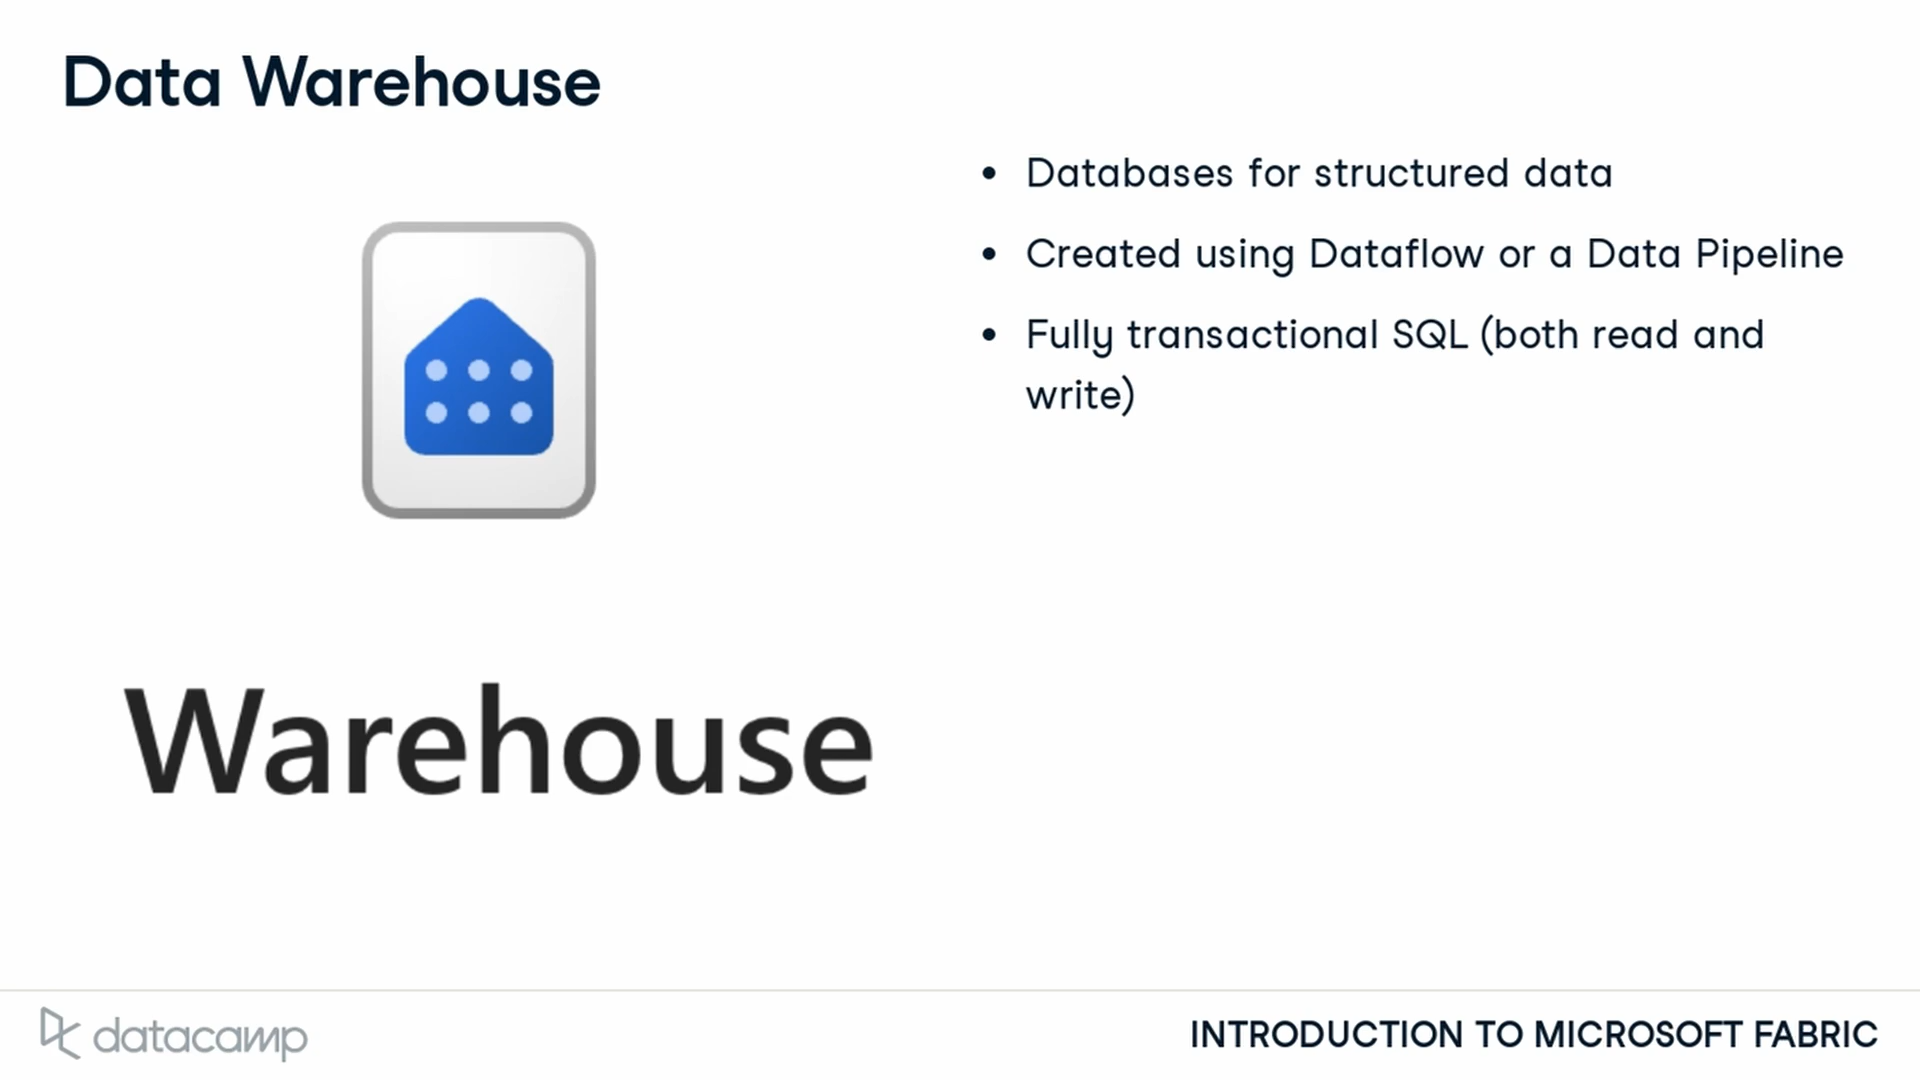 Data Warehouse
• Databases for structured data
• Created using Dataflow or a Data Pipeline
• Fully transactional SQL (both read and
write)
Warehouse
datacamp
INTRODUCTION TO MICROSOFT FABRIC